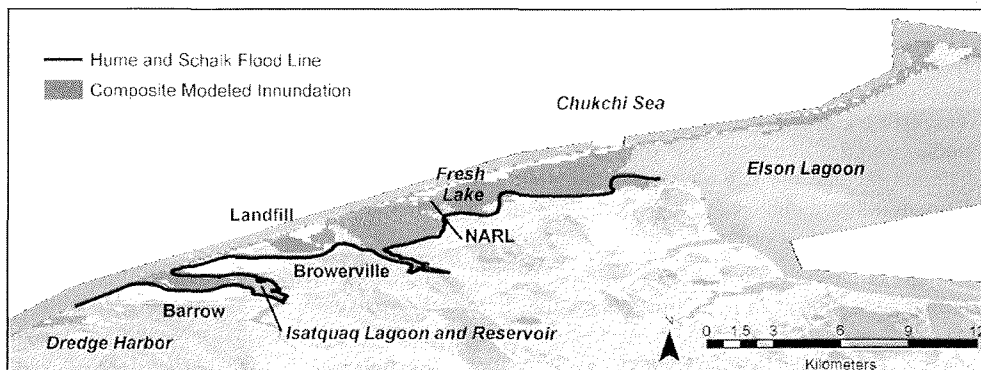 Hume and Schaik Flood Line
Composite Modeled Innundation
Chukchi Sea
Elson Lagoon
Fresh
Lake
Landfill
NARL
Browerville
Barrow
Isatquaq Lagoon and Reservoir
Dredge Harbor
N
0 1.5 3 6 9 12
Kilometers